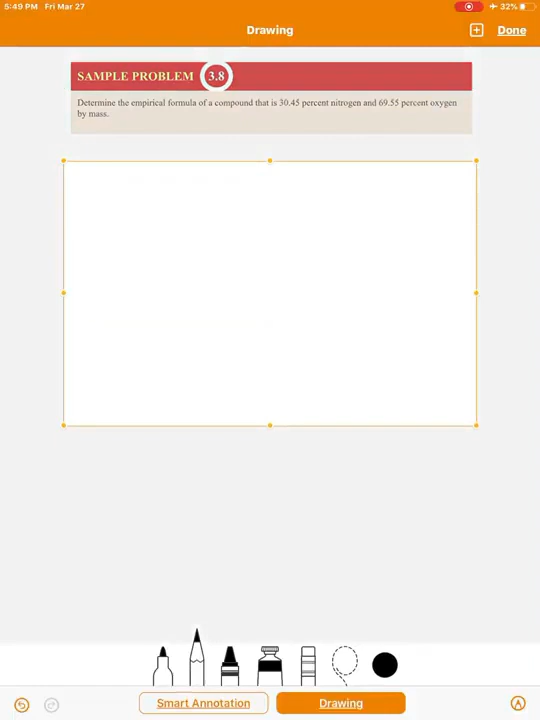 5:49 PM Fri Mar 27 32%
Drawing Done
SAMPLE PROBLEM 3.8
Determine the empirical formula of a compound that is 30.45 percent nitrogen and 69.55 percent oxygen
by mass.
Smart Annotation Drawing